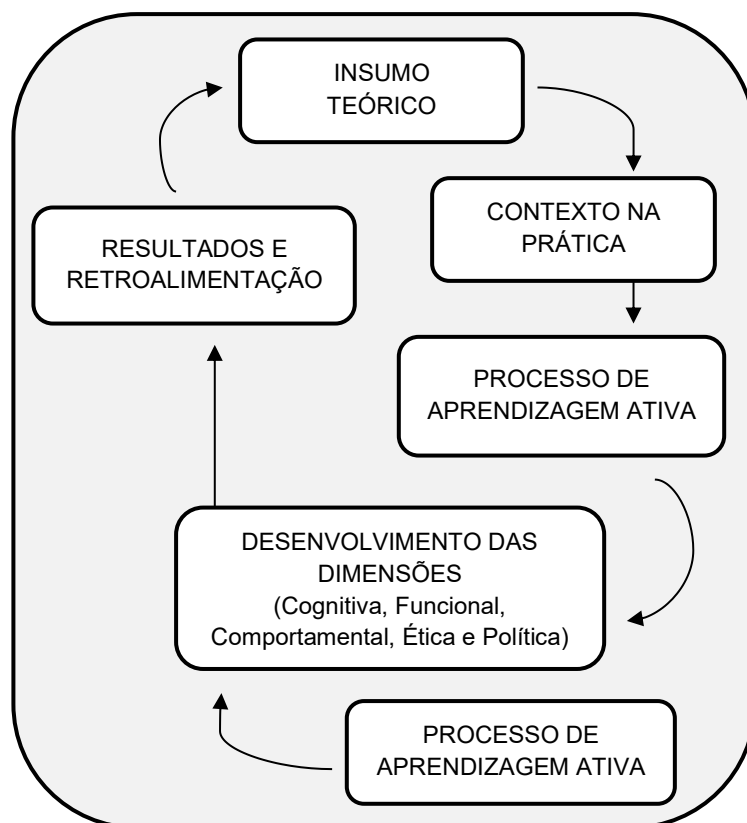 INSUMO
TEÓRICO
CONTEXTO NA
PRÁTICA
PROCESSO DE
APRENDIZAGEM ATIVA
DESENVOLVIMENTO DAS
DIMENSÕES
(Cognitiva, Funcional,
Comportamental, Ética e Política)
PROCESSO DE
APRENDIZAGEM ATIVA
RESULTADOS E
RETROALIMENTAÇÃO